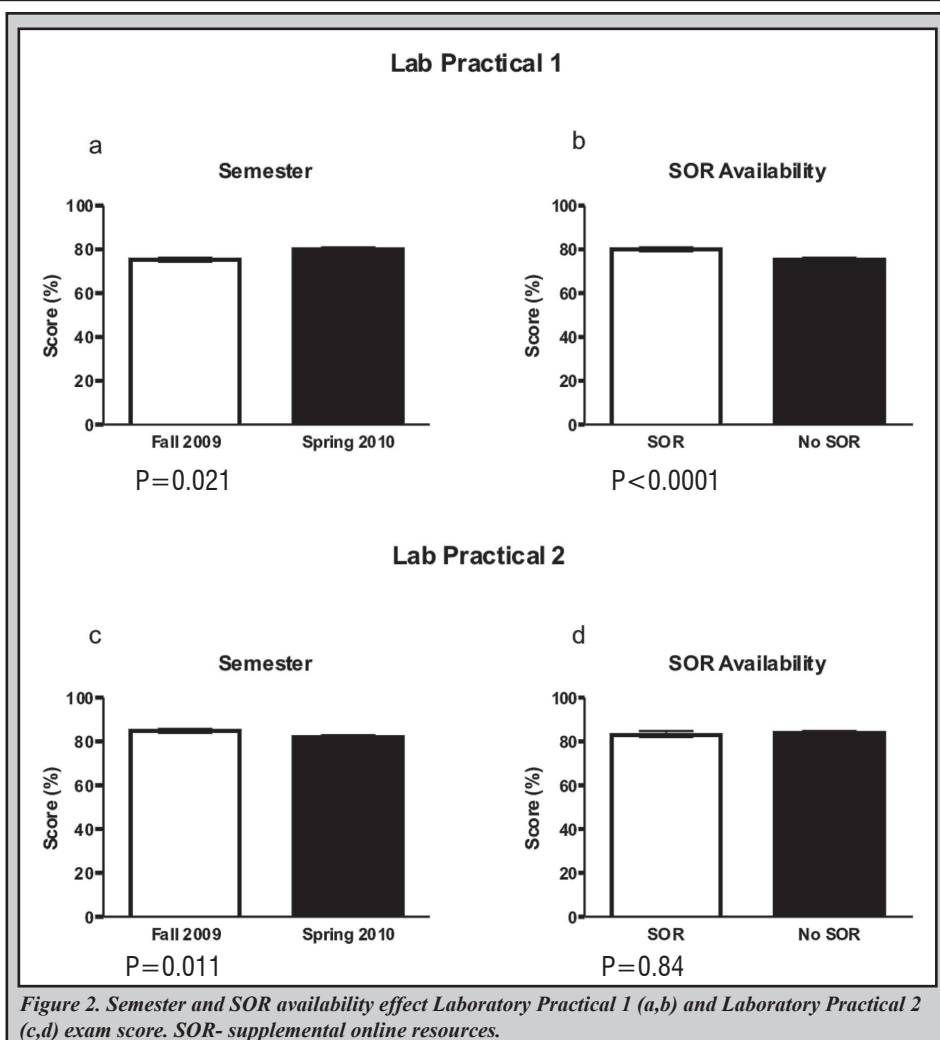 Lab Practical 1
a
b
Semester
SOR Availability
100
80
60
40
20
0
Score (%)
Fall 2009
Spring 2010
P=0.021
100
80
60
40
20
0
Score (%)
SOR
No SOR
P<0.0001
Lab Practical 2
c
d
Semester
SOR Availability
100
80
60
40
20
0
Score (%)
Fall 2009
Spring 2010
P=0.011
100
80
60
40
20
0
Score (%)
SOR
No SOR
P=0.84
Figure 2. Semester and SOR availability effect Laboratory Practical 1 (a,b) and Laboratory Practical 2
(c,d) exam score. SOR- supplemental online resources.